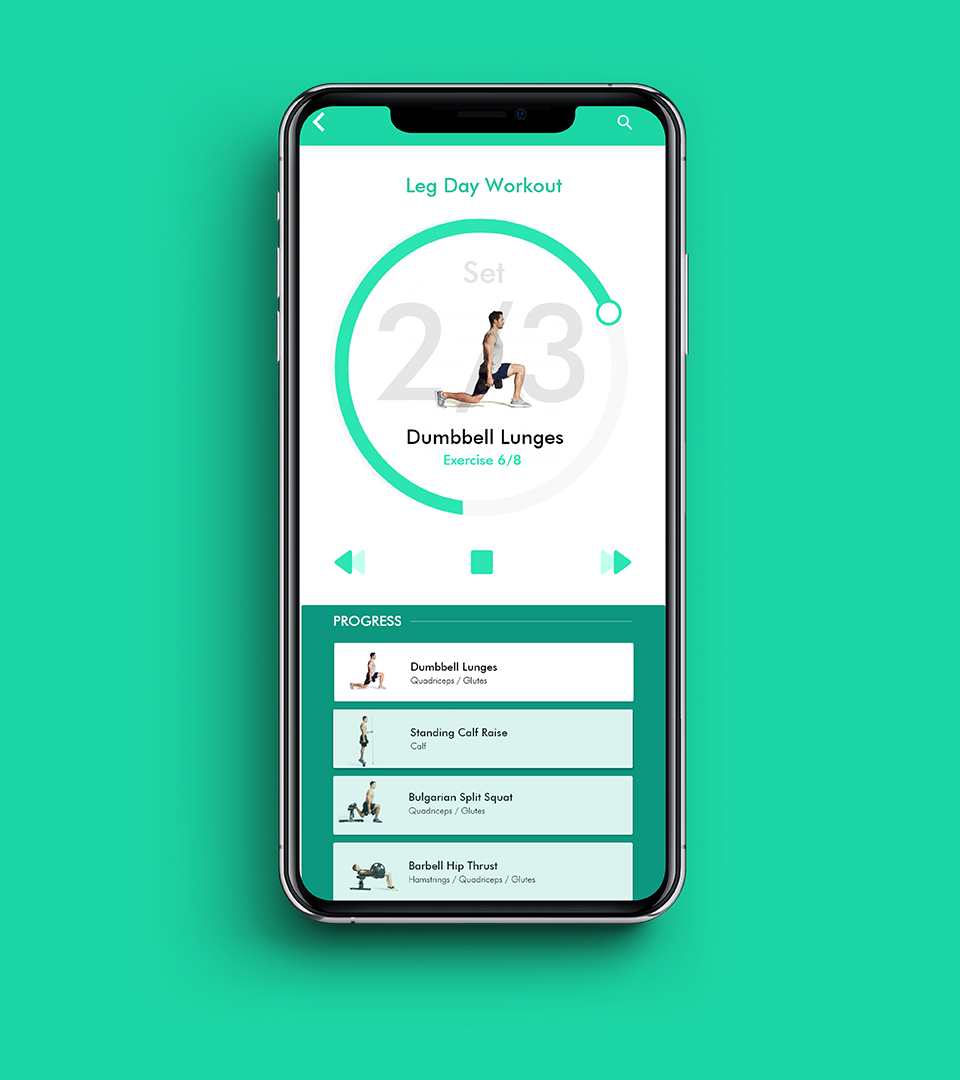 Leg Day Workout
Set
2/3
Dumbbell Lunges
Exercise 6/8
PROGRESS
Dumbbell Lunges
Quadriceps / Glutes
Standing Calf Raise
Calf
Bulgarian Split Squat
Quadriceps / Glutes
Barbell Hip Thrust
Hamstrings / Quadriceps / Glutes